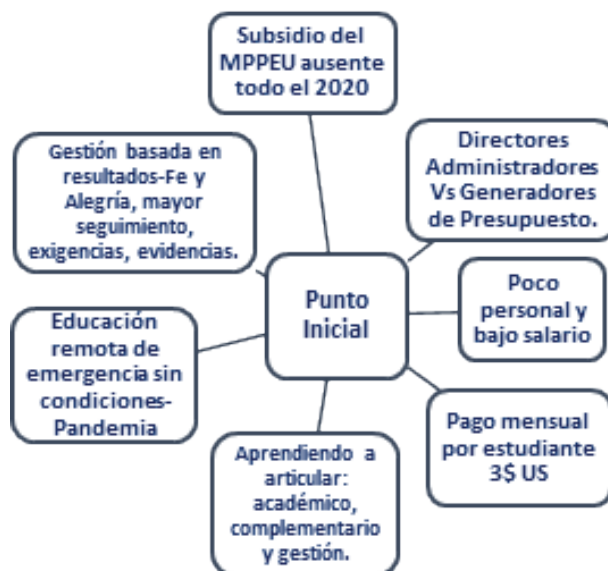 Subsidio del
MPPEU ausente
todo el 2020
Directores
Administradores
Vs Generadores
de Presupuesto.
Gestión basada en
resultados-Fe y
Alegría, mayor
seguimiento,
exigencias, evidencias.
Punto
Inicial
Poco
personal y
bajo salario
Educación
remota de
emergencia sin
condiciones-
Pandemia
Pago mensual
por estudiante
3$ US
Aprendiendo a
articular:
académico,
complementario
y gestión.